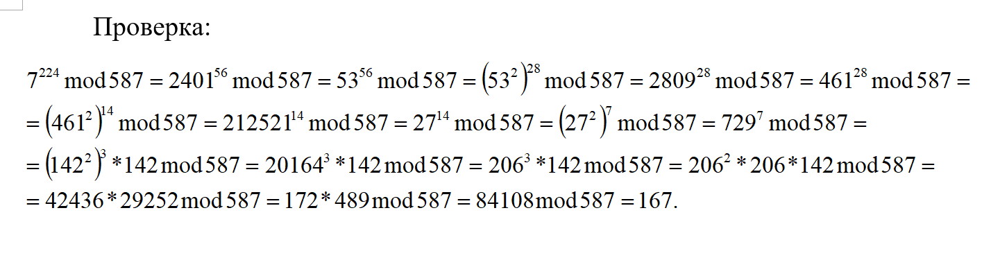 Проверка:
7^224 mod 587 = 2401^56 mod 587 = 53^56 mod 587 = (53^2)^28 mod 587 = 2809^28 mod 587 = 461^28 mod 587 =
= (461^2)^14 mod 587 = 212521^14 mod 587 = 27^14 mod 587 = (27^2)^7 mod 587 = 729^7 mod 587 =
= (142^2)^3 *142 mod 587 = 20164^3 *142 mod 587 = 206^3 *142 mod 587 = 206^2 *206*142 mod 587 =
= 42436*29252 mod 587 = 172*489 mod 587 = 84108 mod 587 = 167.